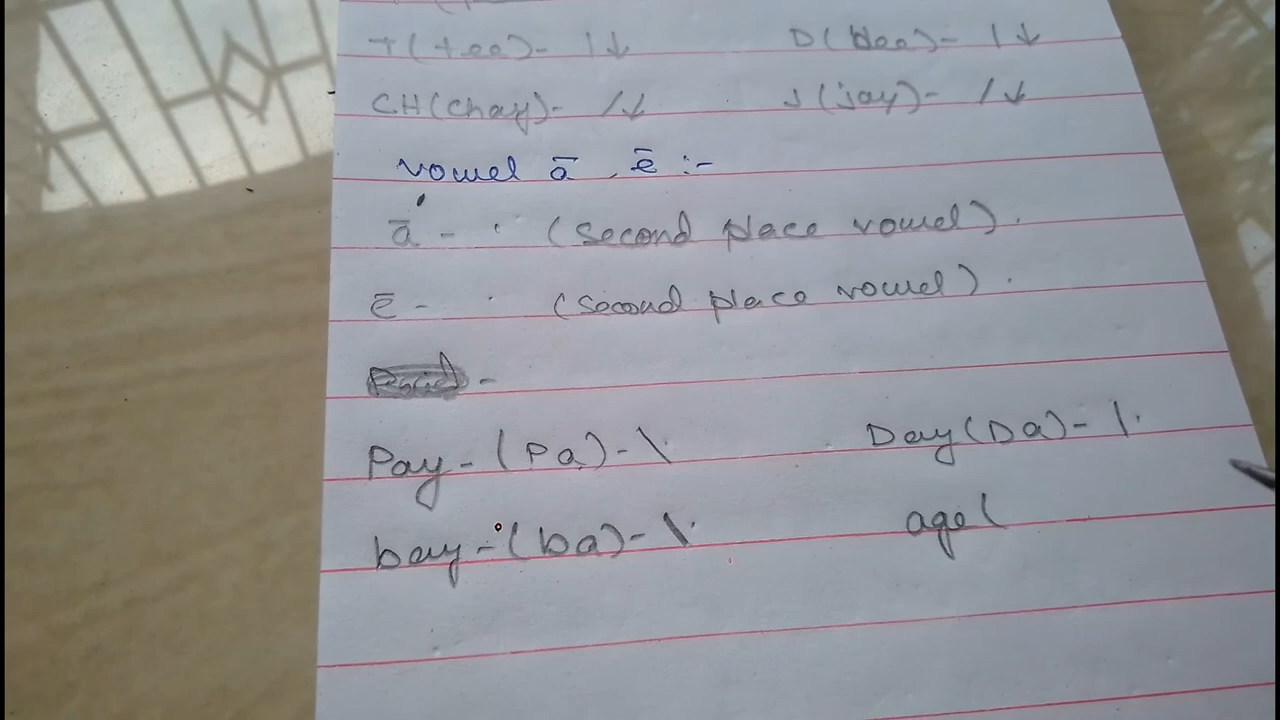 T(tee)- |↓ D(dee)- |↓
CH(chay)- /↓ J(jay)- /↓
vowel ā , ē :-
ā - · (second place vowel).
ē - · (second place vowel).
Pay-(Pa)-\· Day(Da)-|·
bay-(ba)-\· age(